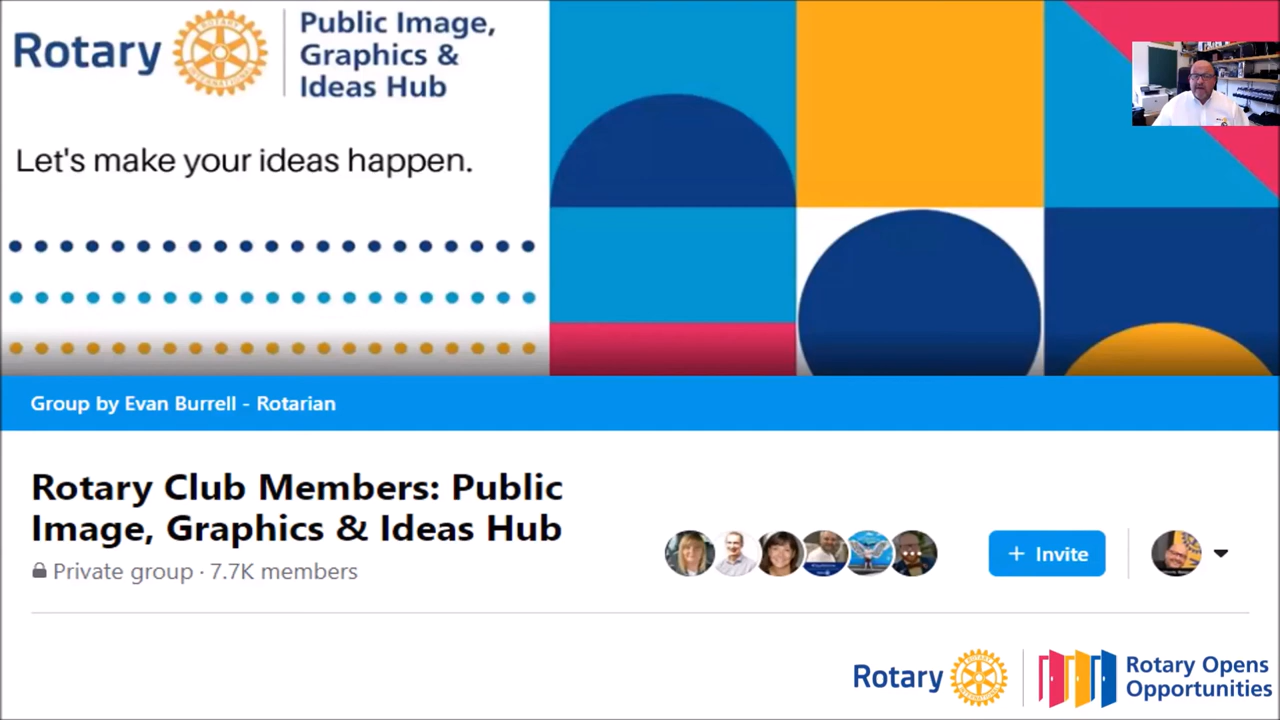 Rotary
Public Image,
Graphics &
Ideas Hub
Let's make your ideas happen.
Group by Evan Burrell - Rotarian
Rotary Club Members: Public
Image, Graphics & Ideas Hub
Private group · 7.7K members
+ Invite
Rotary
Rotary Opens
Opportunities